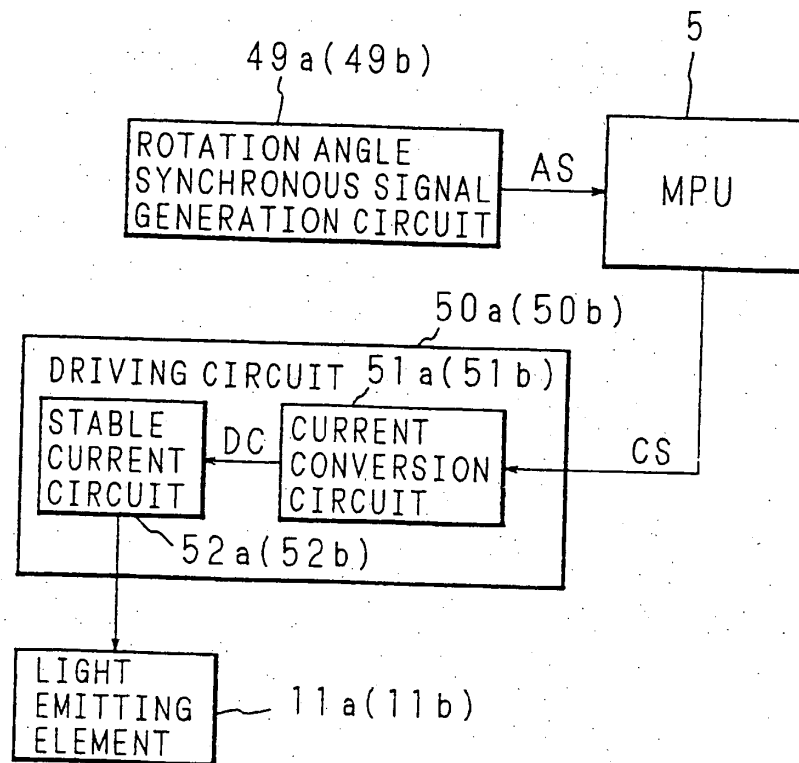 49a(49b)
5
ROTATION ANGLE
SYNCHRONOUS SIGNAL
GENERATION CIRCUIT
AS
MPU
50a(50b)
DRIVING CIRCUIT
51a(51b)
STABLE
CURRENT
CIRCUIT
DC
CURRENT
CONVERSION
CIRCUIT
CS
52a(52b)
LIGHT
EMITTING
ELEMENT
11a(11b)